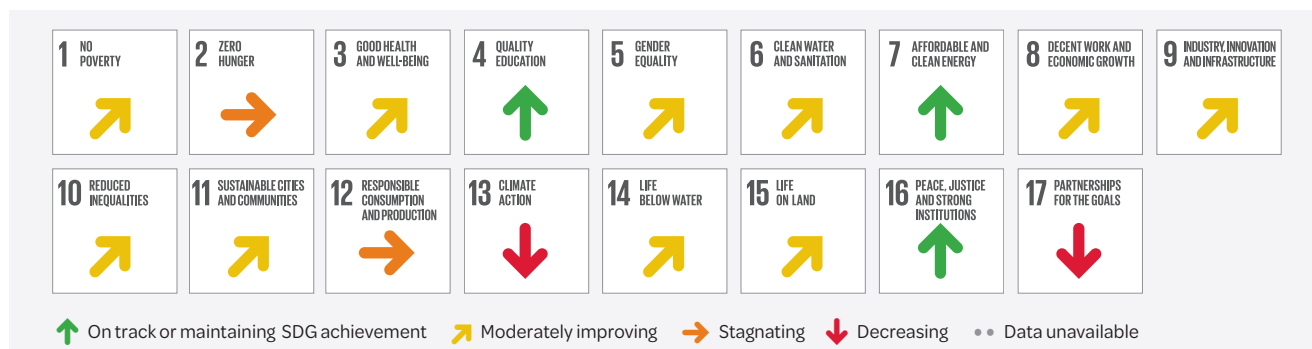 1 NO
POVERTY
2 ZERO
HUNGER
3 GOOD HEALTH
AND WELL-BEING
4 QUALITY
EDUCATION
5 GENDER
EQUALITY
6 CLEAN WATER
AND SANITATION
7 AFFORDABLE AND
CLEAN ENERGY
8 DECENT WORK AND
ECONOMIC GROWTH
9 INDUSTRY, INNOVATION
AND INFRASTRUCTURE
10 REDUCED
INEQUALITIES
11 SUSTAINABLE CITIES
AND COMMUNITIES
12 RESPONSIBLE
CONSUMPTION
AND PRODUCTION
13 CLIMATE
ACTION
14 LIFE
BELOW WATER
15 LIFE
ON LAND
16 PEACE, JUSTICE
AND STRONG
INSTITUTIONS
17 PARTNERSHIPS
FOR THE GOALS
On track or maintaining SDG achievement Moderately improving Stagnating Decreasing Data unavailable